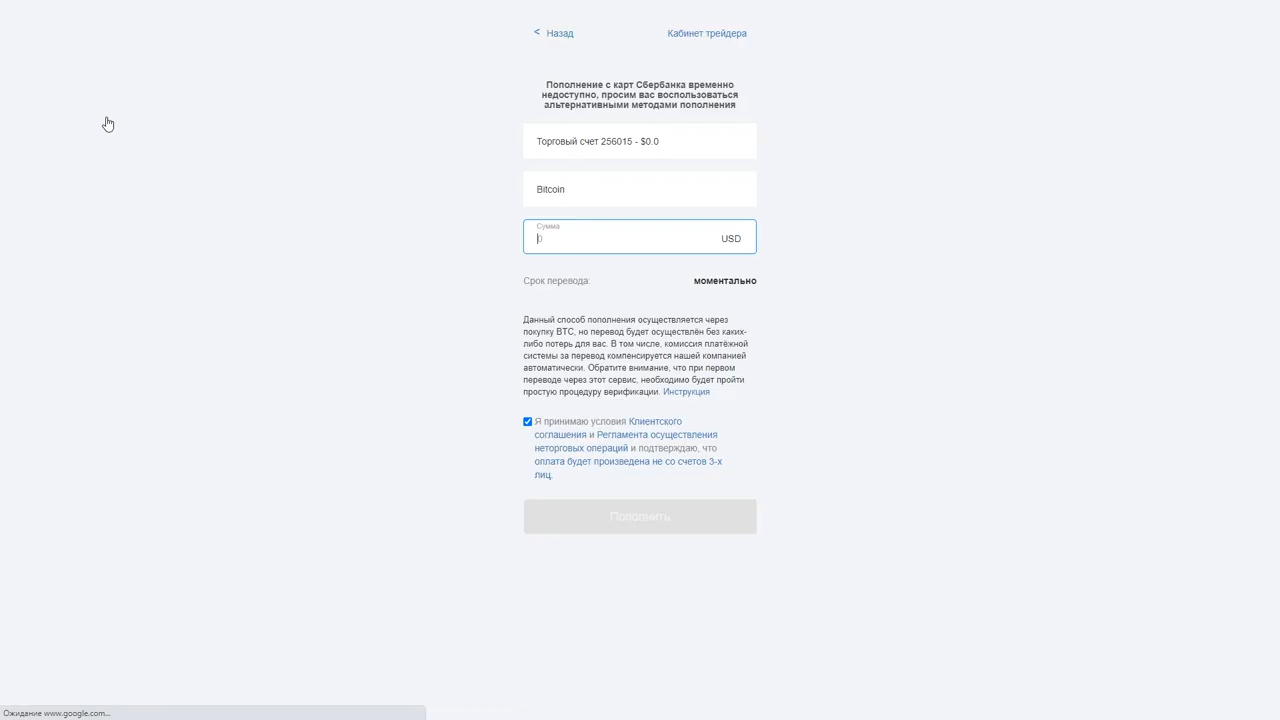 < Назад
Кабинет трейдера
Пополнение с карт Сбербанка временно
недоступно, просим вас воспользоваться
альтернативными методами пополнения
Торговый счет 256015 - $0.0
Bitcoin
Сумма
0 USD
Срок перевода: моментально
Данный способ пополнения осуществляется через
покупку BTC, но перевод будет осуществлён без каких-
либо потерь для вас. В том числе, комиссия платёжной
системы за перевод компенсируется нашей компанией
автоматически. Обратите внимание, что при первом
переводе через этот сервис, необходимо будет пройти
простую процедуру верификации. Инструкция
Я принимаю условия Клиентского
соглашения и Регламента осуществления
неторговых операций и подтверждаю, что
оплата будет произведена не со счетов 3-х
лиц.
Пополнить
Ожидание www.google.com...